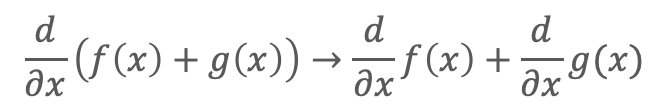 d/∂x (f(x) + g(x)) → d/∂x f(x) + d/∂x g(x)